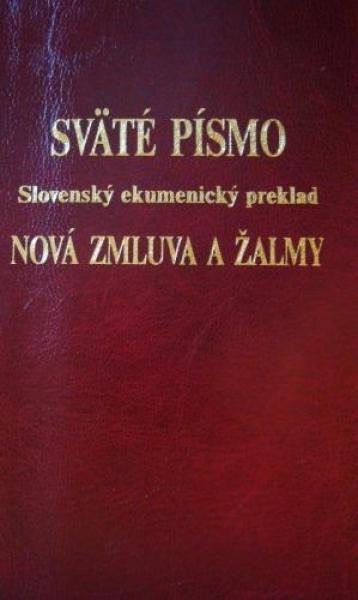 SVÄTÉ PÍSMO
Slovenský ekumenický preklad
NOVÁ ZMLUVA A ŽALMY